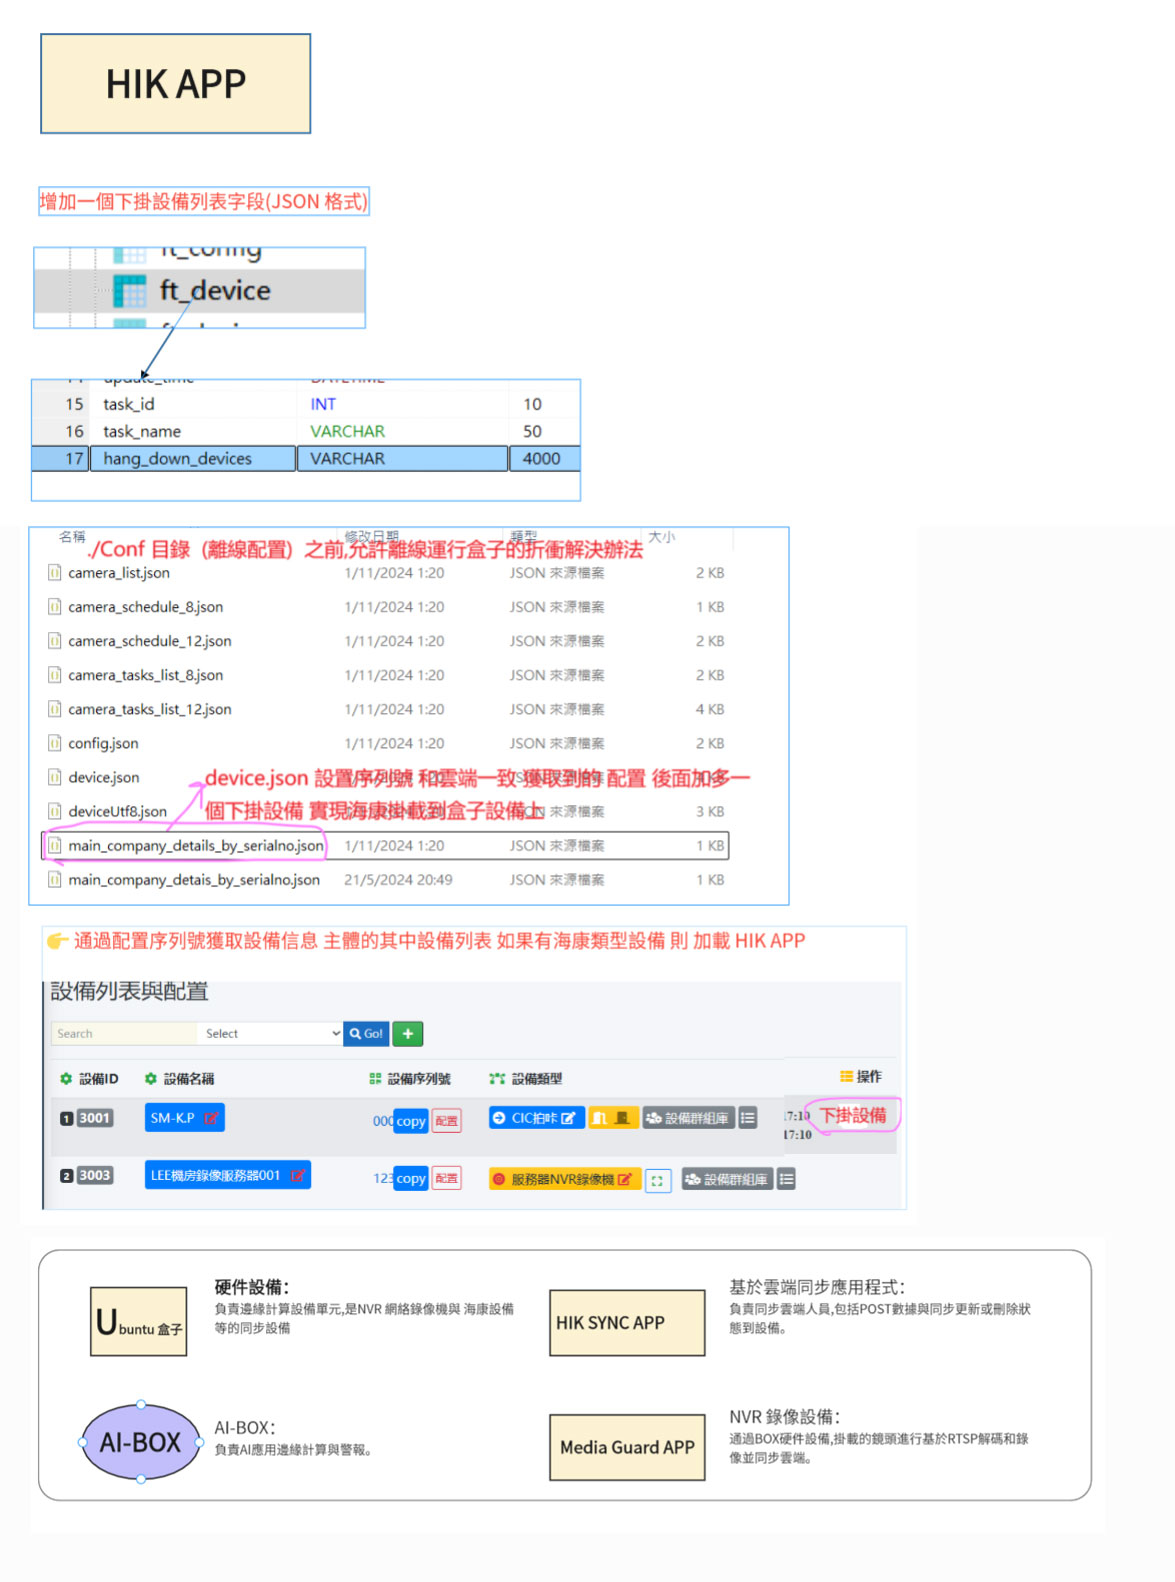 HIK APP
增加一個下掛設備列表字段(JSON 格式)
ft_config
ft_device
update_time DATETIME
15 task_id INT 10
16 task_name VARCHAR 50
17 hang_down_devices VARCHAR 4000
名稱 修改日期 類型 大小
./Conf 目錄（離線配置）之前,允許離線運行盒子的折衝解決辦法
camera_list.json 1/11/2024 1:20 JSON 來源檔案 2 KB
camera_schedule_8.json 1/11/2024 1:20 JSON 來源檔案 1 KB
camera_schedule_12.json 1/11/2024 1:20 JSON 來源檔案 2 KB
camera_tasks_list_8.json 1/11/2024 1:20 JSON 來源檔案 2 KB
camera_tasks_list_12.json 1/11/2024 1:20 JSON 來源檔案 4 KB
config.json 1/11/2024 1:20 JSON 來源檔案 2 KB
device.json
device.json 設置序列號 和雲端一致 獲取到的 配置 後面加多一
個下掛設備 實現海康掛載到盒子設備上
deviceUtf8.json 3 KB
main_company_details_by_serialno.json 1/11/2024 1:20 JSON 來源檔案 1 KB
main_company_detais_by_serialno.json 21/5/2024 20:49 JSON 來源檔案 1 KB
👉 通過配置序列號獲取設備信息 主體的其中設備列表 如果有海康類型設備 則 加載 HIK APP
設備列表與配置
Search Select Go! +
設備ID 設備名稱 設備序列號 設備類型 操作
1 3001 SM-K.P 000 copy 配置 CIC拍咔 設備群組庫 17:10 下掛設備
17:10
2 3003 LEE機房錄像服務器001 123 copy 配置 服務器NVR錄像機 設備群組庫
Ubuntu 盒子
硬件設備：
負責邊緣計算設備單元,是NVR 網絡錄像機與 海康設備
等的同步設備
HIK SYNC APP
基於雲端同步應用程式：
負責同步雲端人員,包括POST數據與同步更新或刪除狀
態到設備。
AI-BOX
AI-BOX：
負責AI應用邊緣計算與警報。
Media Guard APP
NVR 錄像設備：
通過BOX硬件設備,掛載的鏡頭進行基於RTSP解碼和錄
像並同步雲端。